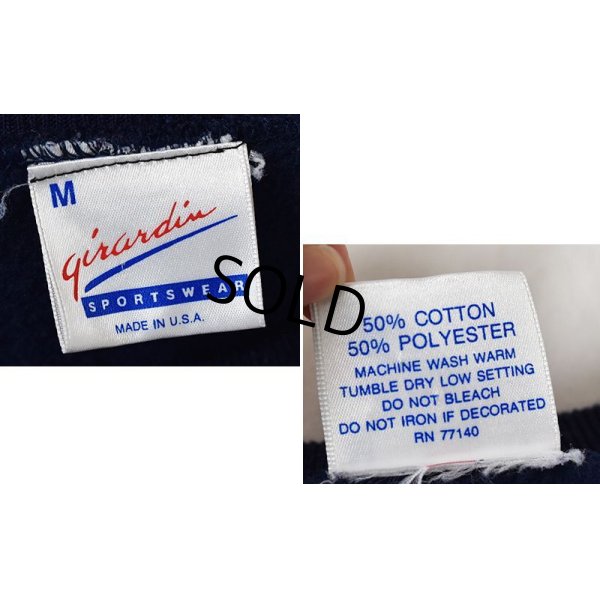 M
girardin
SPORTSWEAR
MADE IN U.S.A.
SOLD
50% COTTON
50% POLYESTER
MACHINE WASH WARM
TUMBLE DRY LOW SETTING
DO NOT BLEACH
DO NOT IRON IF DECORATED
RN 77140